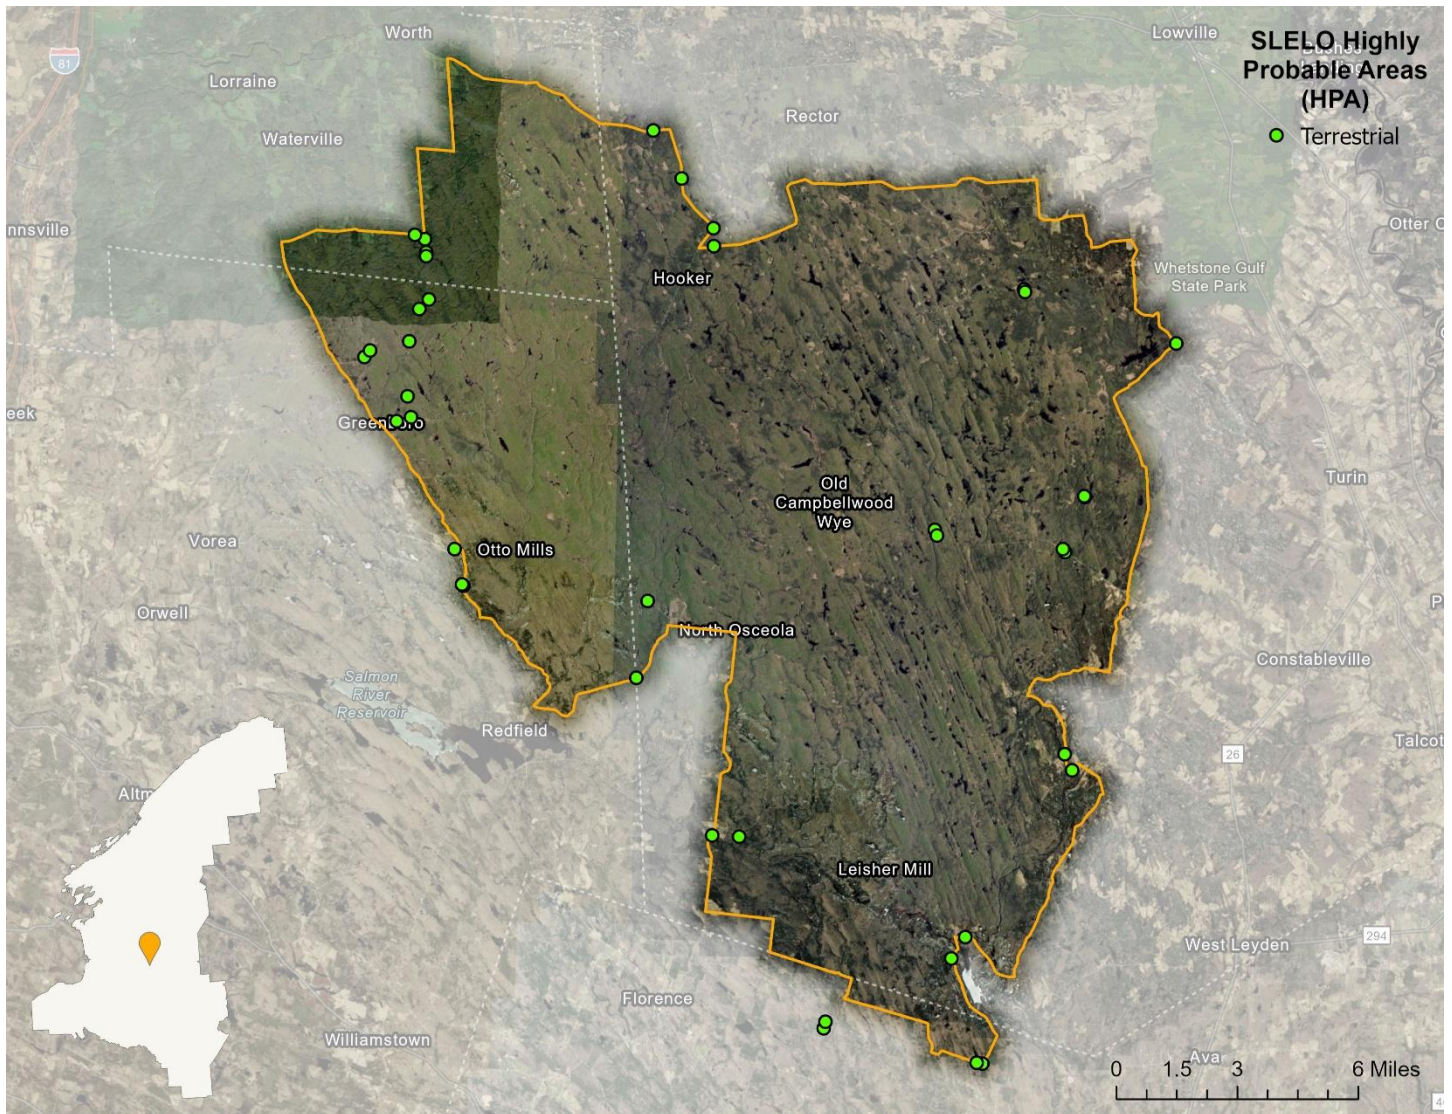 Worth
Lowville
SLELO Highly
Probable Areas
(HPA)
Terrestrial
81
Lorraine
Waterville
Rector
nnsville
Otter C
Hooker
Whetstone Gulf
State Park
eek
Greenboro
Turin
Old
Campbellwood
Wye
Vorea
Otto Mills
Orwell
P
North Osceola
Constableville
Salmon
River
Reservoir
Redfield
26
Talcot
Altm
Leisher Mill
294
West Leyden
Florence
Williamstown
Ava
0 1.5 3 6 Miles